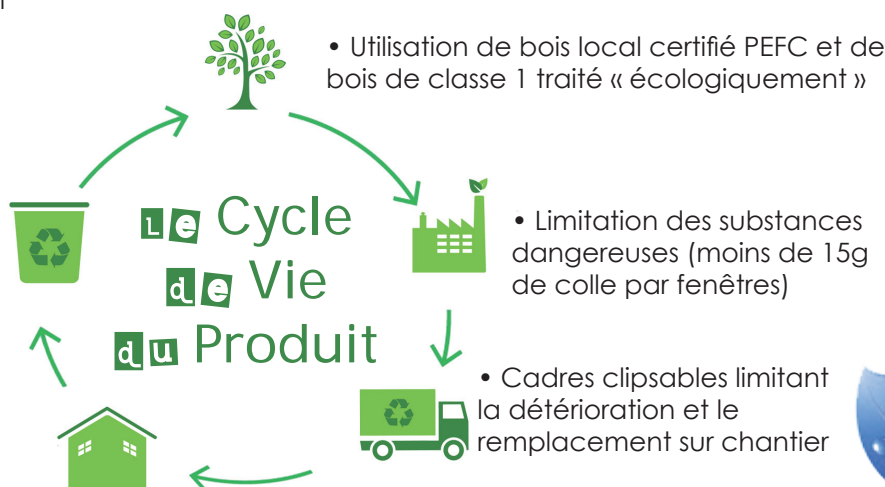 • Utilisation de bois local certifié PEFC et de
bois de classe 1 traité « écologiquement »
Le Cycle
de Vie
du Produit
• Limitation des substances
dangereuses (moins de 15g
de colle par fenêtres)
• Cadres clipsables limitant
la détérioration et le
remplacement sur chantier